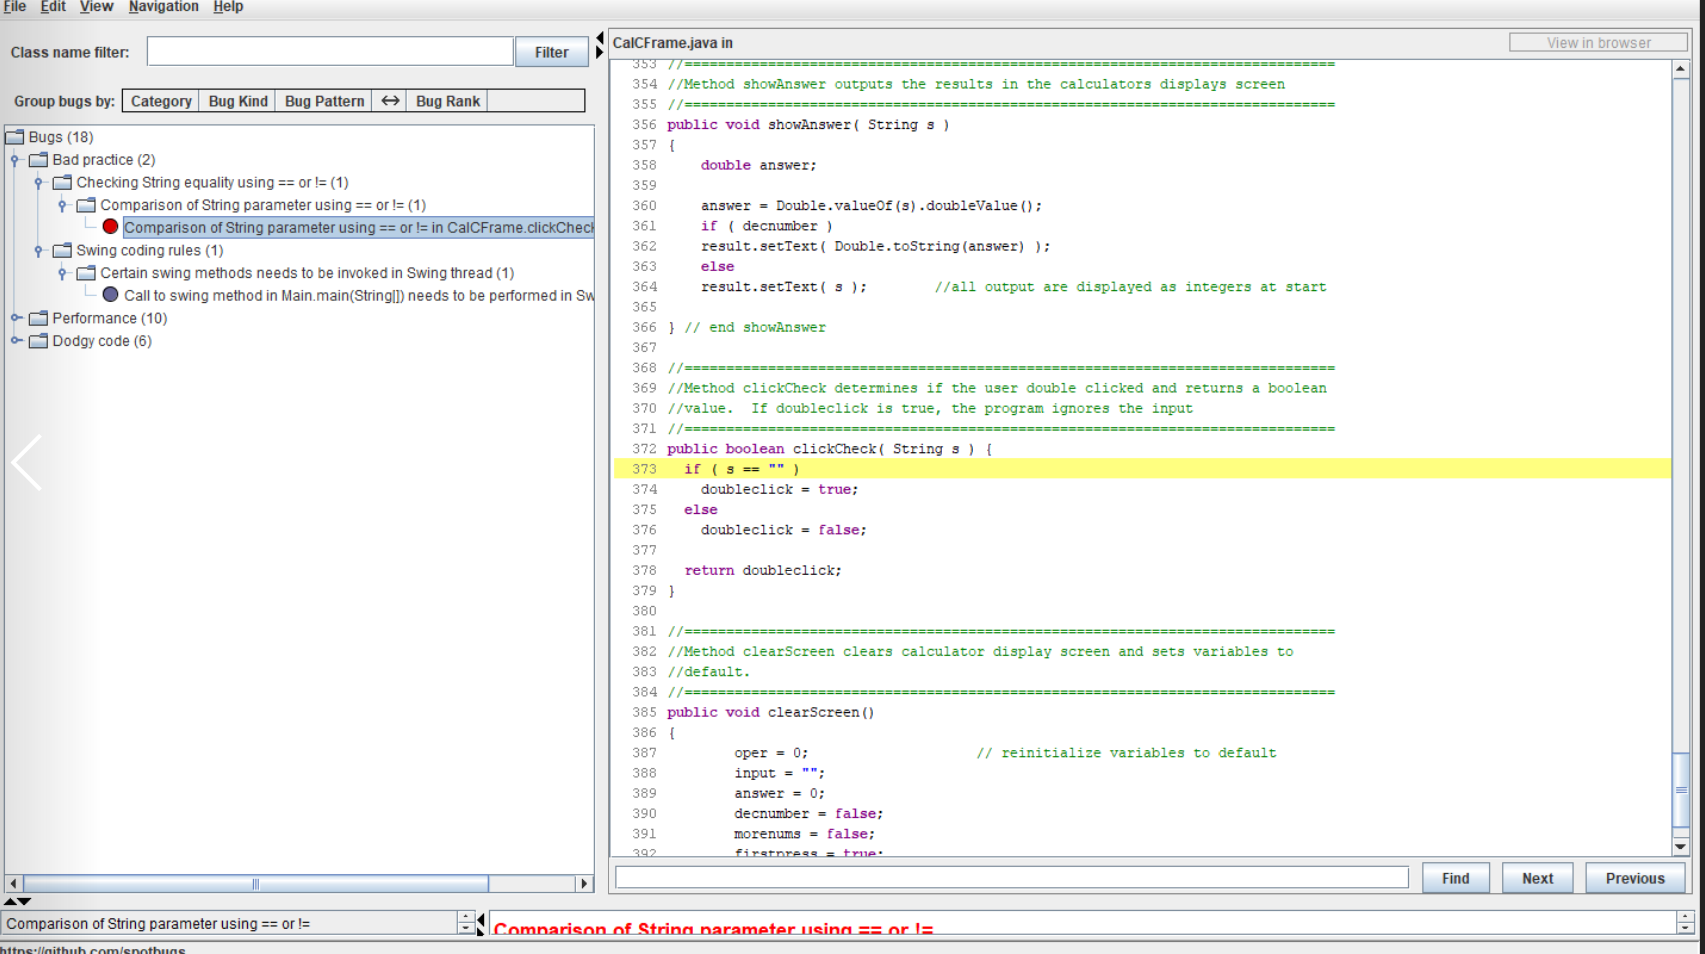 File Edit View Navigation Help
Class name filter: Filter
Group bugs by: Category Bug Kind Bug Pattern Bug Rank
Bugs (18)
Bad practice (2)
Checking String equality using == or != (1)
Comparison of String parameter using == or != (1)
Comparison of String parameter using == or != in CalCFrame.clickCheck
Swing coding rules (1)
Certain swing methods needs to be invoked in Swing thread (1)
Call to swing method in Main.main(String[]) needs to be performed in Sw
Performance (10)
Dodgy code (6)
CalCFrame.java in View in browser
353 //==============================================================================
354 //Method showAnswer outputs the results in the calculators displays screen
355 //==============================================================================
356 public void showAnswer( String s )
357 {
358 double answer;
359
360 answer = Double.valueOf(s).doubleValue();
361 if ( decnumber )
362 result.setText( Double.toString(answer) );
363 else
364 result.setText( s ); //all output are displayed as integers at start
365
366 } // end showAnswer
367
368 //==============================================================================
369 //Method clickCheck determines if the user double clicked and returns a boolean
370 //value.  If doubleclick is true, the program ignores the input
371 //==============================================================================
372 public boolean clickCheck( String s ) {
373 if ( s == "" )
374 doubleclick = true;
375 else
376 doubleclick = false;
377
378 return doubleclick;
379 }
380
381 //==============================================================================
382 //Method clearScreen clears calculator display screen and sets variables to
383 //default.
384 //==============================================================================
385 public void clearScreen()
386 {
387 oper = 0; // reinitialize variables to default
388 input = "";
389 answer = 0;
390 decnumber = false;
391 morenums = false;
392 firstpress = true;
Find Next Previous
Comparison of String parameter using == or !=
Comparison of String parameter using == or !=
https://github.com/spotbugs